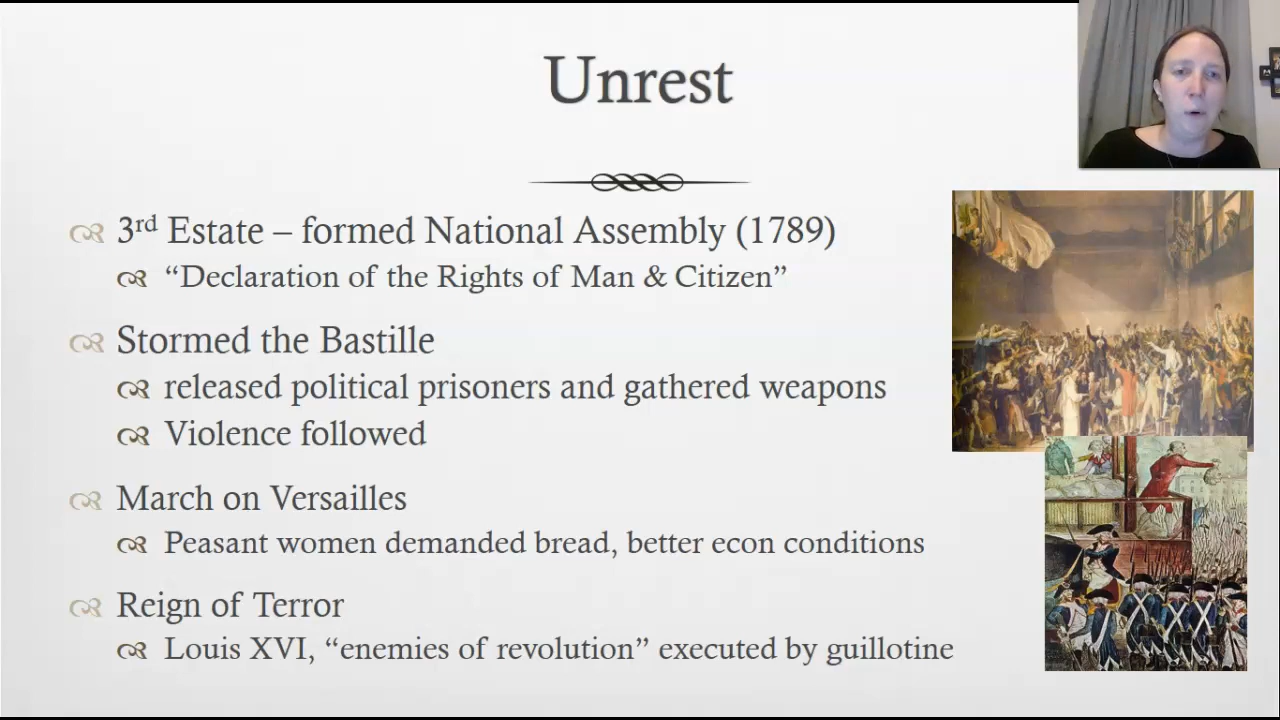 Unrest
3rd Estate – formed National Assembly (1789)
“Declaration of the Rights of Man & Citizen”
Stormed the Bastille
released political prisoners and gathered weapons
Violence followed
March on Versailles
Peasant women demanded bread, better econ conditions
Reign of Terror
Louis XVI, “enemies of revolution” executed by guillotine